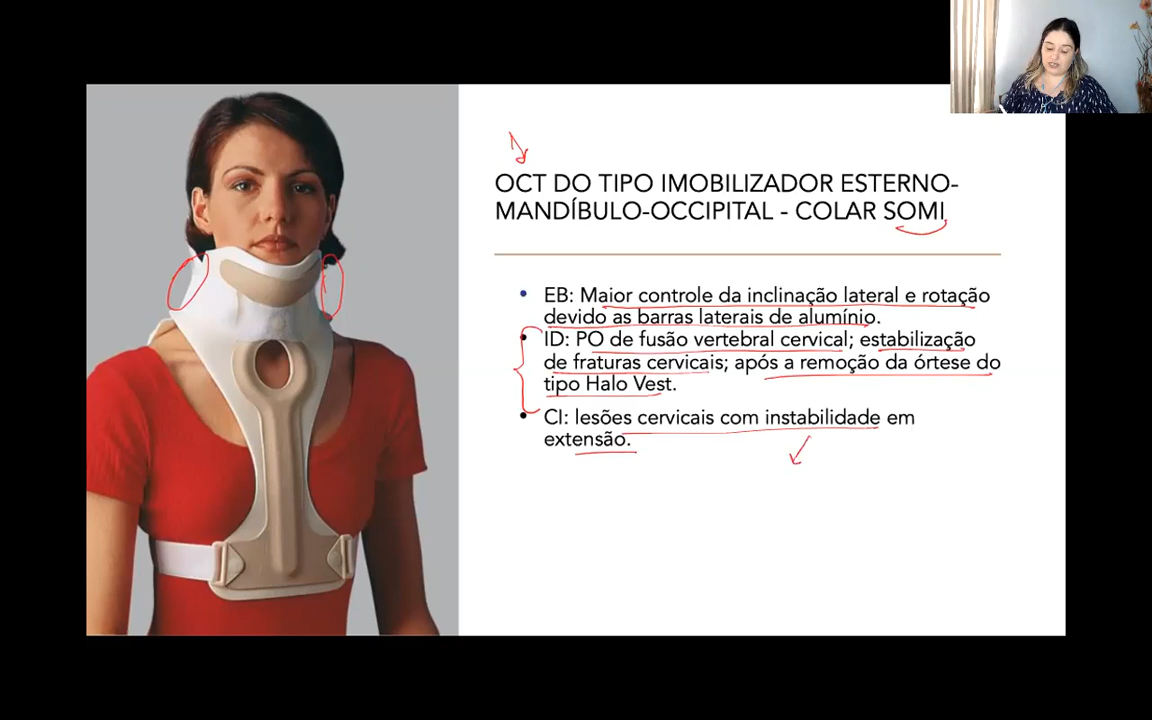 OCT DO TIPO IMOBILIZADOR ESTERNO-
MANDÍBULO-OCCIPITAL - COLAR SOMI
• EB: Maior controle da inclinação lateral e rotação
devido as barras laterais de alumínio.
• ID: PO de fusão vertebral cervical; estabilização
de fraturas cervicais; após a remoção da órtese do
tipo Halo Vest.
• CI: lesões cervicais com instabilidade em
extensão.